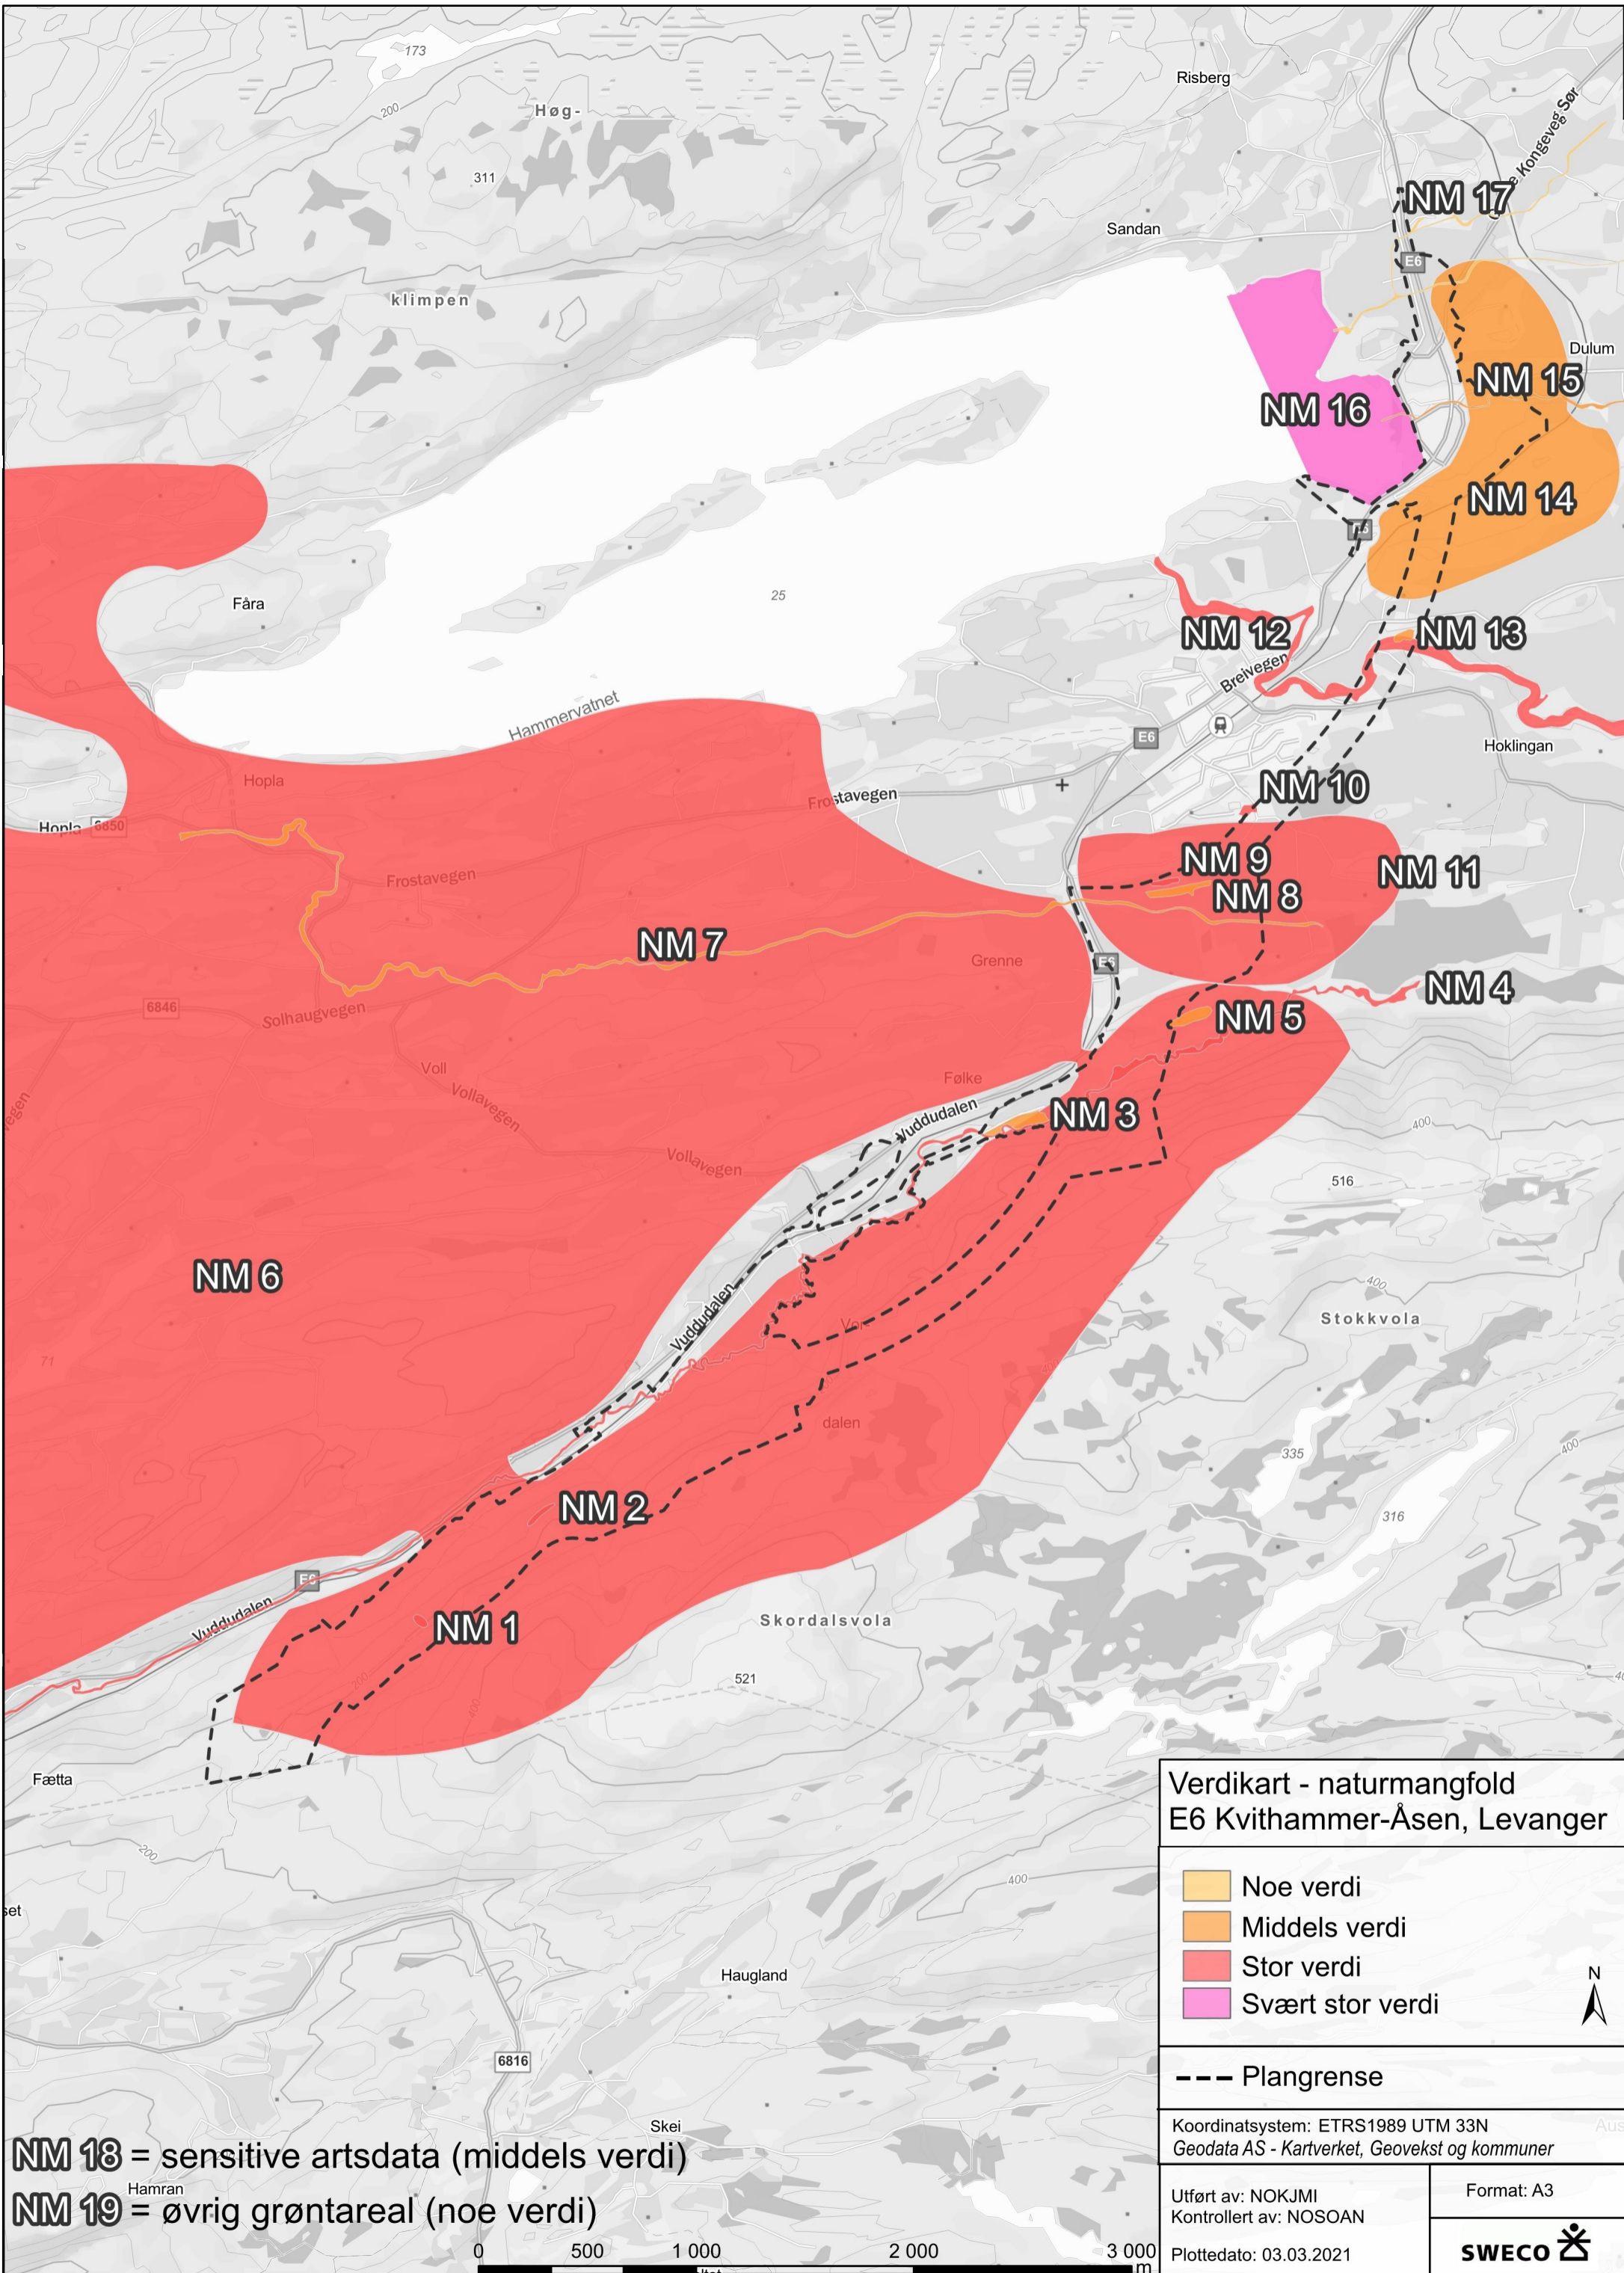 173
200
Høg-
311
klimpen
Risberg
Sandan
Kongeveg Sør
NM 17
E6
Dulum
NM 15
NM 16
NM 14
E6
Fåra
25
NM 12
NM 13
Breivegen
Hammervatnet
E6
Hoklingan
Hopla
NM 10
Frostavegen
Hopla
6850
NM 9
NM 11
Frostavegen
NM 8
NM 7
Grenne
E6
NM 4
6846
Solhaugvegen
NM 5
Voll
Følke
Vollavegen
Vuddudalen
NM 3
400
Vollavegen
516
NM 6
400
Vuddudalen
Stokkvola
71
dalen
335
400
NM 2
316
E6
Vuddudalen
NM 1
Skordalsvola
200
400
521
Fætta
200
400
set
Haugland
6816
Skei
Hamran
Verdikart - naturmangfold
E6 Kvithammer-Åsen, Levanger
Noe verdi
Middels verdi
Stor verdi
Svært stor verdi
N
Plangrense
Koordinatsystem: ETRS1989 UTM 33N
Geodata AS - Kartverket, Geovekst og kommuner
Utført av: NOKJMI
Kontrollert av: NOSOAN
Plottedato: 03.03.2021
Format: A3
SWECO
NM 18 = sensitive artsdata (middels verdi)
NM 19 = øvrig grøntareal (noe verdi)
0 500 1 000 2 000 3 000
m